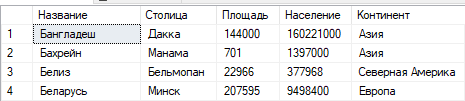 Название Столица Площадь Население Континент
1 Бангладеш Дакка 144000 160221000 Азия
2 Бахрейн Манама 701 1397000 Азия
3 Белиз Бельмопан 22966 377968 Северная Америка
4 Беларусь Минск 207595 9498400 Европа